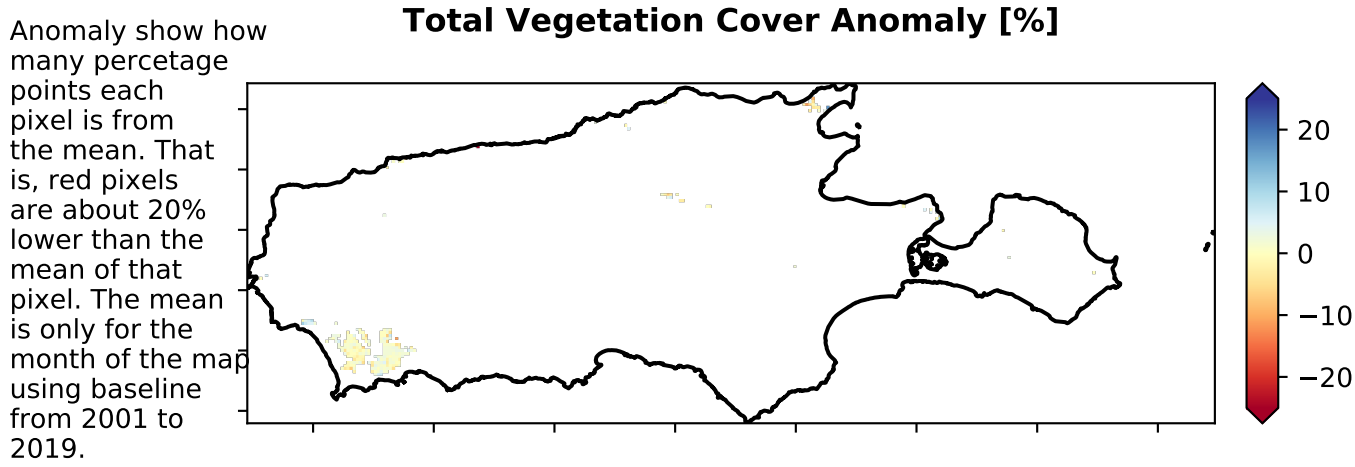 Total Vegetation Cover Anomaly [%]
Anomaly show how
many percetage
points each
pixel is from
the mean. That
is, red pixels
are about 20%
lower than the
mean of that
pixel. The mean
is only for the
month of the map
using baseline
from 2001 to
2019.
20
10
0
−10
−20